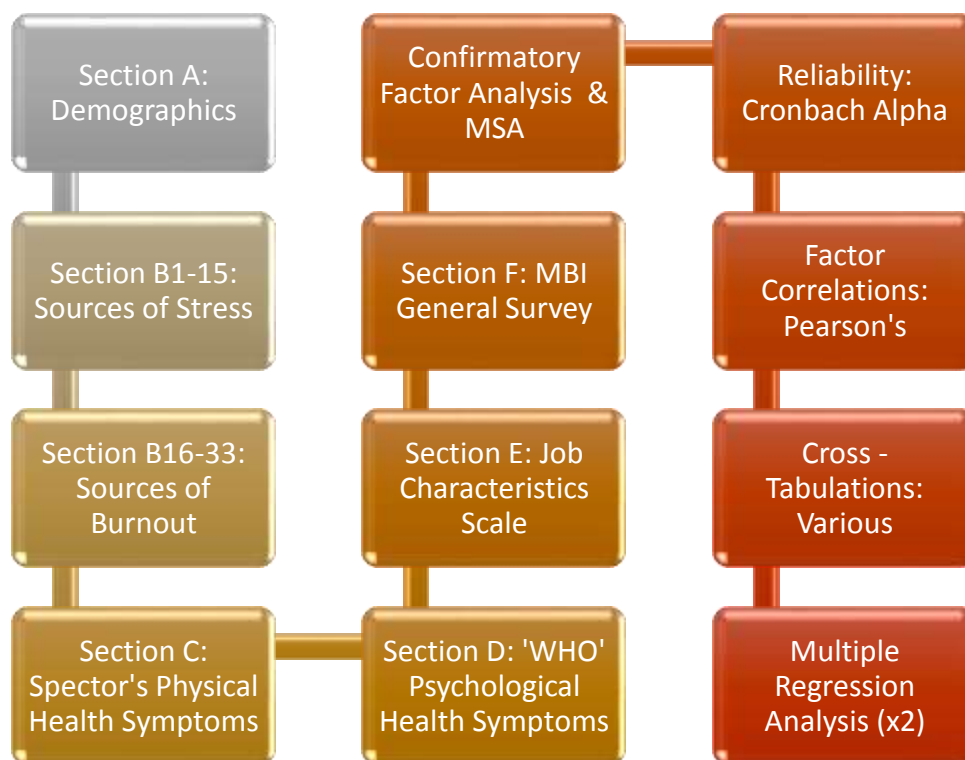 Section A:
Demographics
Section B1-15:
Sources of Stress
Section B16-33:
Sources of
Burnout
Section C:
Spector's Physical
Health Symptoms
Section D: 'WHO'
Psychological
Health Symptoms
Section E: Job
Characteristics
Scale
Section F: MBI
General Survey
Confirmatory
Factor Analysis &
MSA
Reliability:
Cronbach Alpha
Factor
Correlations:
Pearson's
Cross -
Tabulations:
Various
Multiple
Regression
Analysis (x2)